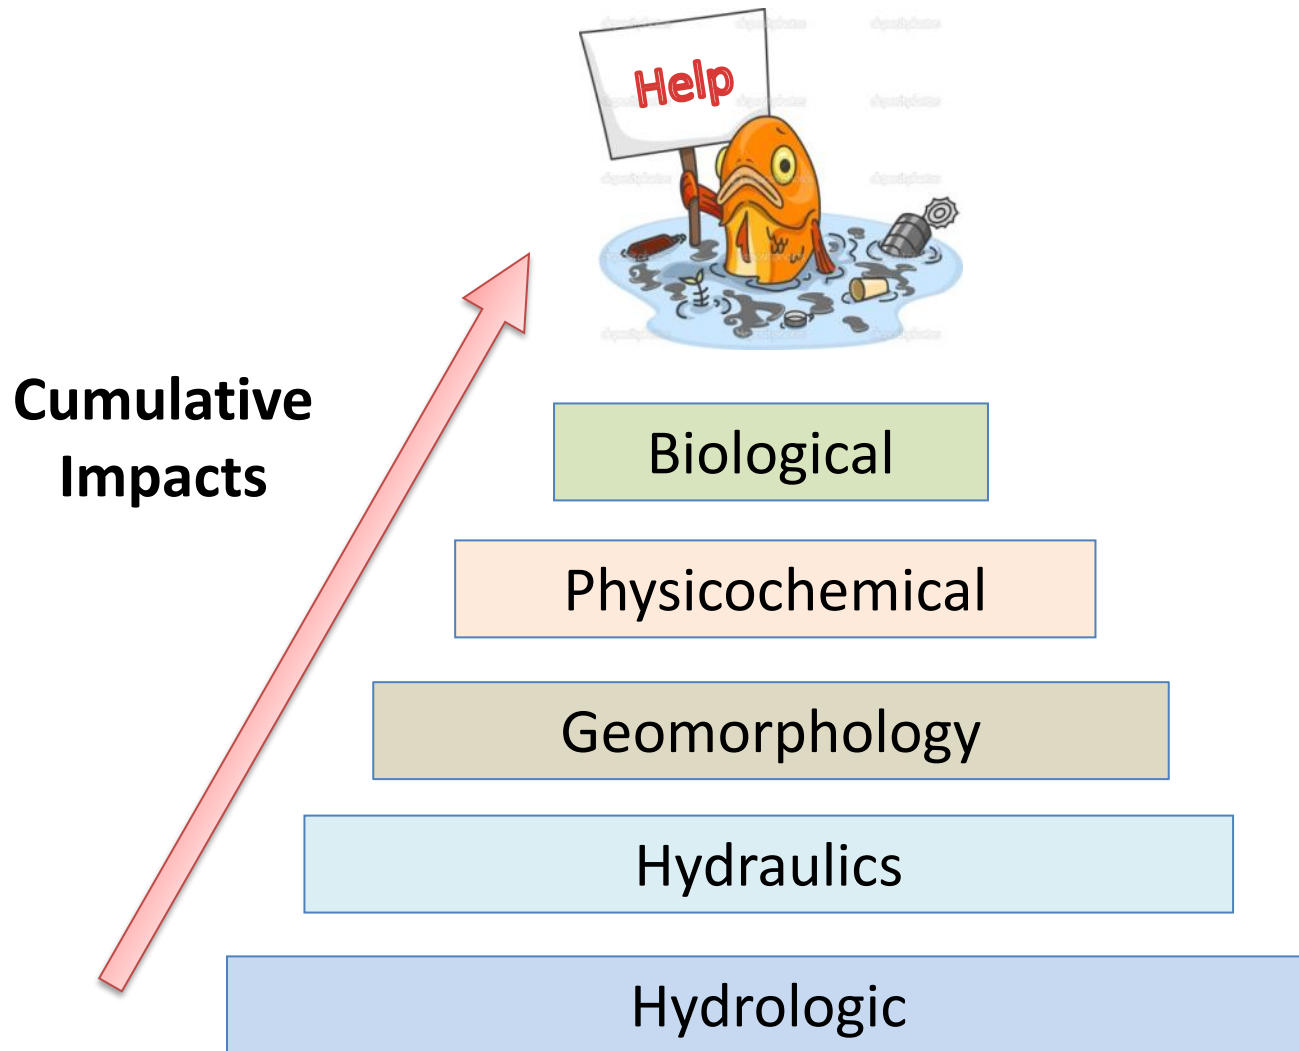 Help
Cumulative
Impacts
Biological
Physicochemical
Geomorphology
Hydraulics
Hydrologic